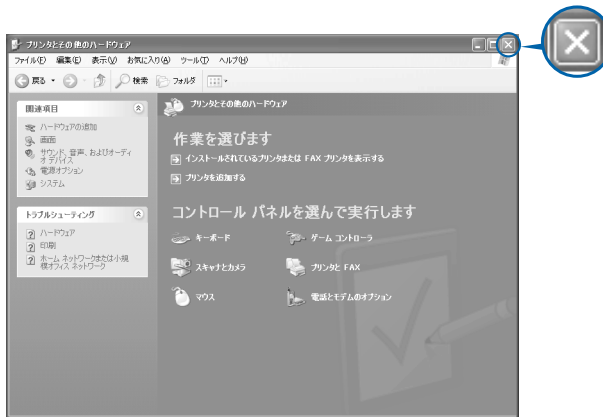 プリンタとその他のハードウェア
ファイル(F) 編集(E) 表示(V) お気に入り(A) ツール(T) ヘルプ(H)
戻る 検索 フォルダ
関連項目
ハードウェアの追加
画面
サウンド、音声、およびオーディ
オ デバイス
電源オプション
システム
トラブルシューティング
ハードウェア
印刷
ホーム ネットワークまたは小規
模オフィス ネットワーク
プリンタとその他のハードウェア
作業を選びます
インストールされているプリンタまたは FAX プリンタを表示する
プリンタを追加する
コントロール パネルを選んで実行します
キーボード ゲーム コントローラ
スキャナとカメラ プリンタと FAX
マウス 電話とモデムのオプション